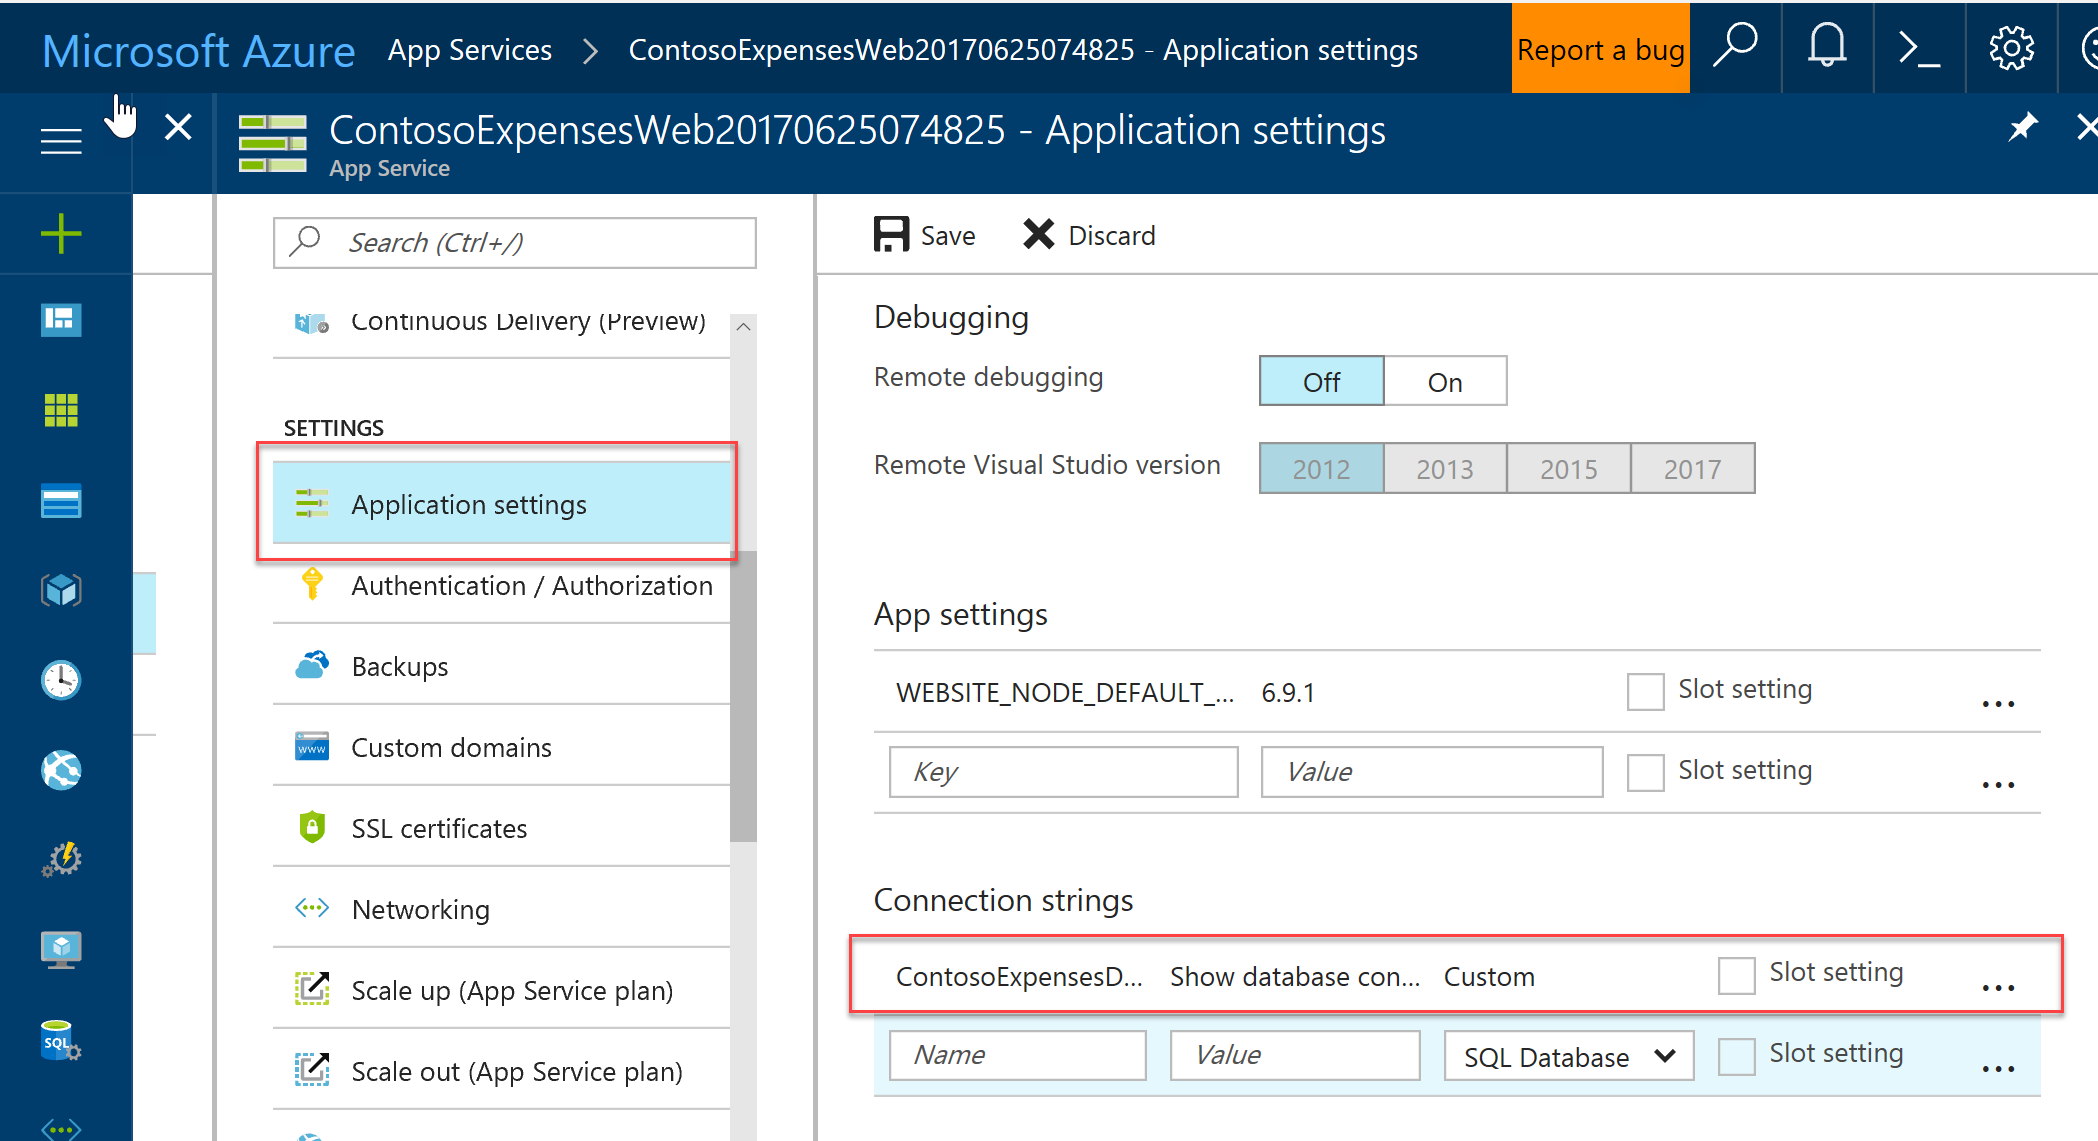 Microsoft Azure App Services > ContosoExpensesWeb20170625074825 - Application settings Report a bug
ContosoExpensesWeb20170625074825 - Application settings
App Service
Search (Ctrl+/)
Continuous Delivery (Preview)
SETTINGS
Application settings
Authentication / Authorization
Backups
www
Custom domains
SSL certificates
Networking
Scale up (App Service plan)
SQL
Scale out (App Service plan)
Save Discard
Debugging
Remote debugging Off On
Remote Visual Studio version 2012 2013 2015 2017
App settings
WEBSITE_NODE_DEFAULT_... 6.9.1 Slot setting ...
Key Value Slot setting ...
Connection strings
ContosoExpensesD... Show database con... Custom Slot setting ...
Name Value SQL Database Slot setting ...